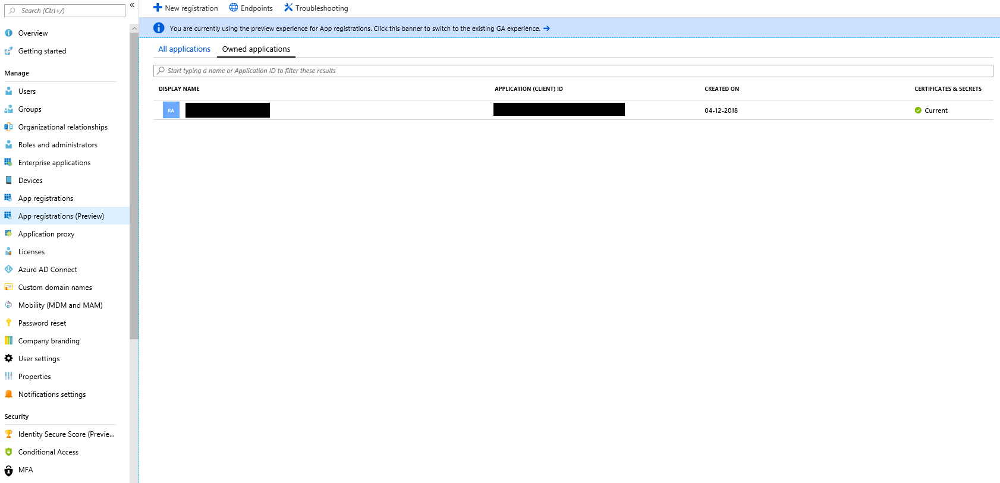 Search (Ctrl+/)
«
Overview
Getting started
Manage
Users
Groups
Organizational relationships
Roles and administrators
Enterprise applications
Devices
App registrations
App registrations (Preview)
Application proxy
Licenses
Azure AD Connect
Custom domain names
Mobility (MDM and MAM)
Password reset
Company branding
User settings
Properties
Notifications settings
Security
Identity Secure Score (Previe...
Conditional Access
MFA
New registration Endpoints Troubleshooting
You are currently using the preview experience for App registrations. Click this banner to switch to the existing GA experience. →
All applications Owned applications
Start typing a name or Application ID to filter these results
DISPLAY NAME APPLICATION (CLIENT) ID CREATED ON CERTIFICATES & SECRETS
RA 04-12-2018 Current